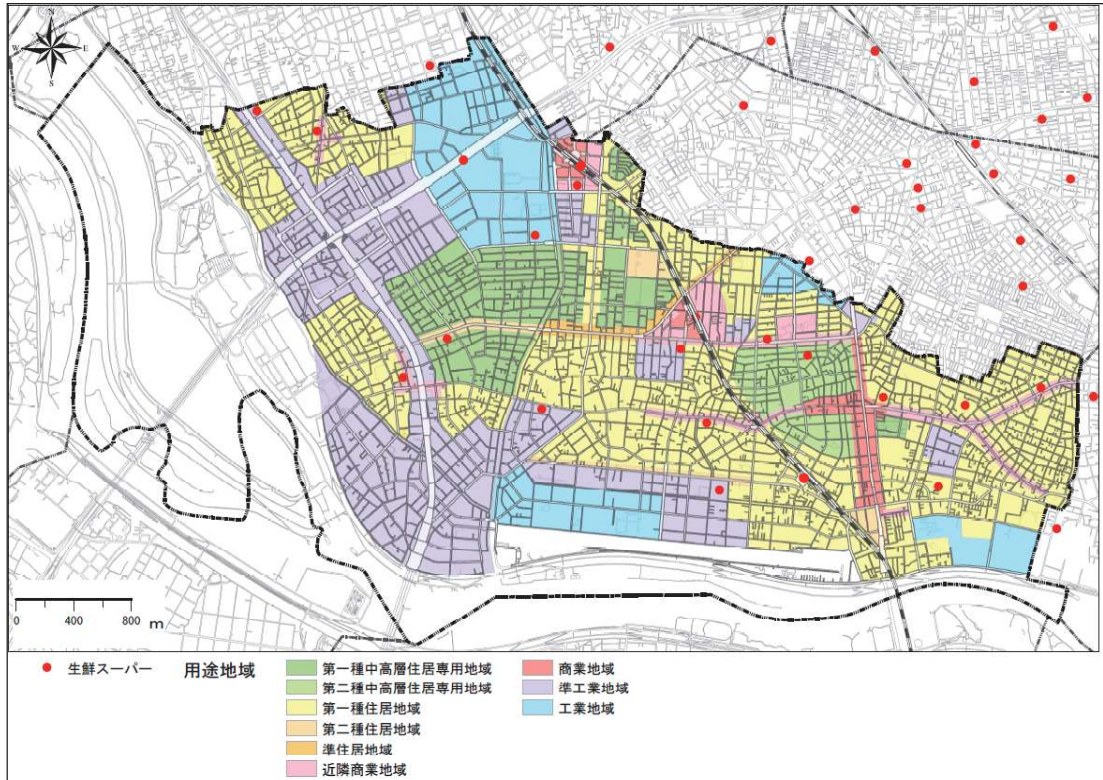 N
W E
S
0 400 800 m
生鮮スーパー
用途地域
第一種中高層住居専用地域
第二種中高層住居専用地域
第一種住居地域
第二種住居地域
準住居地域
近隣商業地域
商業地域
準工業地域
工業地域